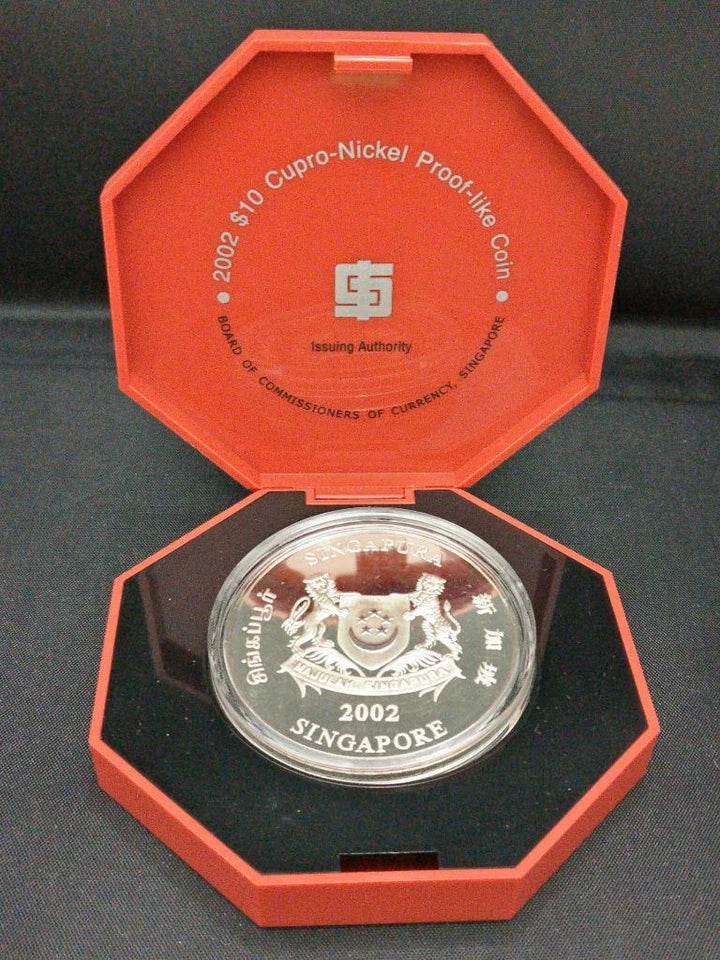 2002 $10 Cupro-Nickel Proof-like Coin
Issuing Authority
BOARD OF COMMISSIONERS OF CURRENCY, SINGAPORE
SINGAPURA
சிங்கப்பூர்
新加坡
MAJULAH SINGAPURA
2002
SINGAPORE